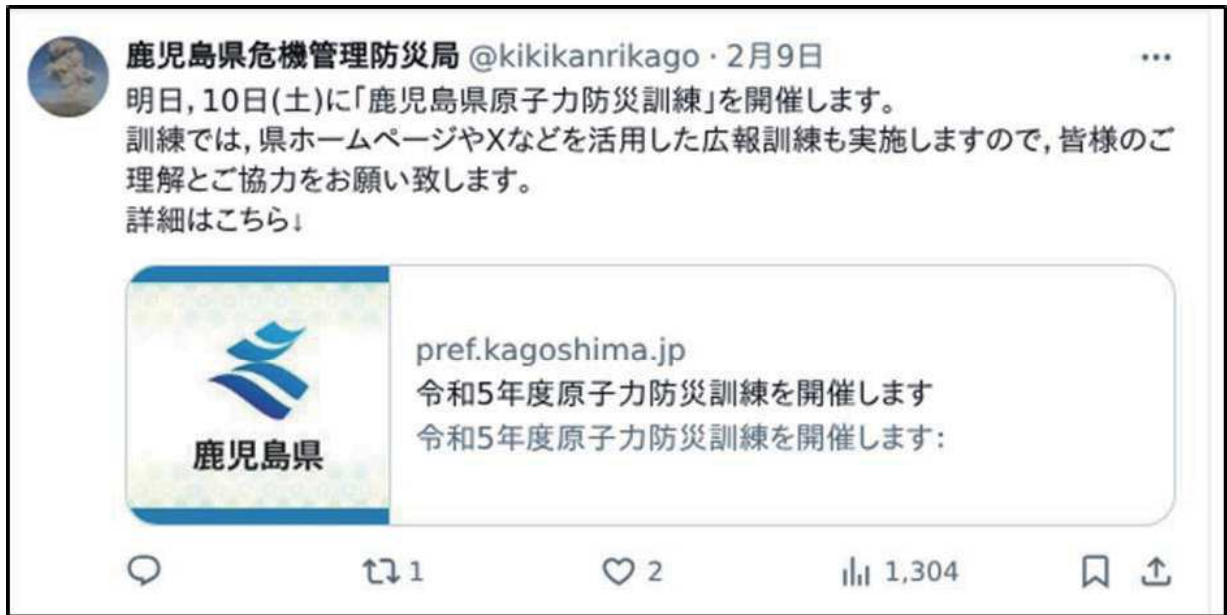 鹿児島県危機管理防災局 @kikikanrikago · 2月9日
明日,10日(土)に「鹿児島県原子力防災訓練」を開催します。
訓練では,県ホームページやXなどを活用した広報訓練も実施しますので,皆様のご
理解とご協力をお願い致します。
詳細はこちら↓
鹿児島県
pref.kagoshima.jp
令和5年度原子力防災訓練を開催します
令和5年度原子力防災訓練を開催します:
1 2 1,304